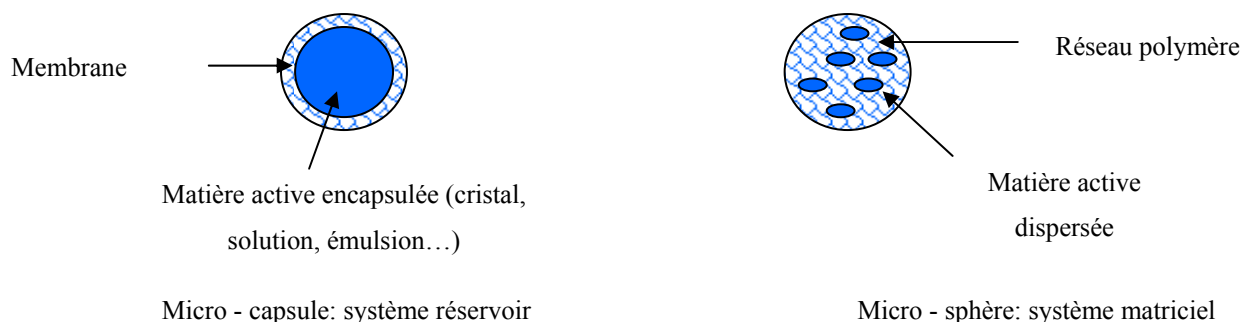 Membrane
Réseau polymère
Matière active encapsulée (cristal,
solution, émulsion…)
Matière active
dispersée
Micro - capsule: système réservoir
Micro - sphère: système matriciel